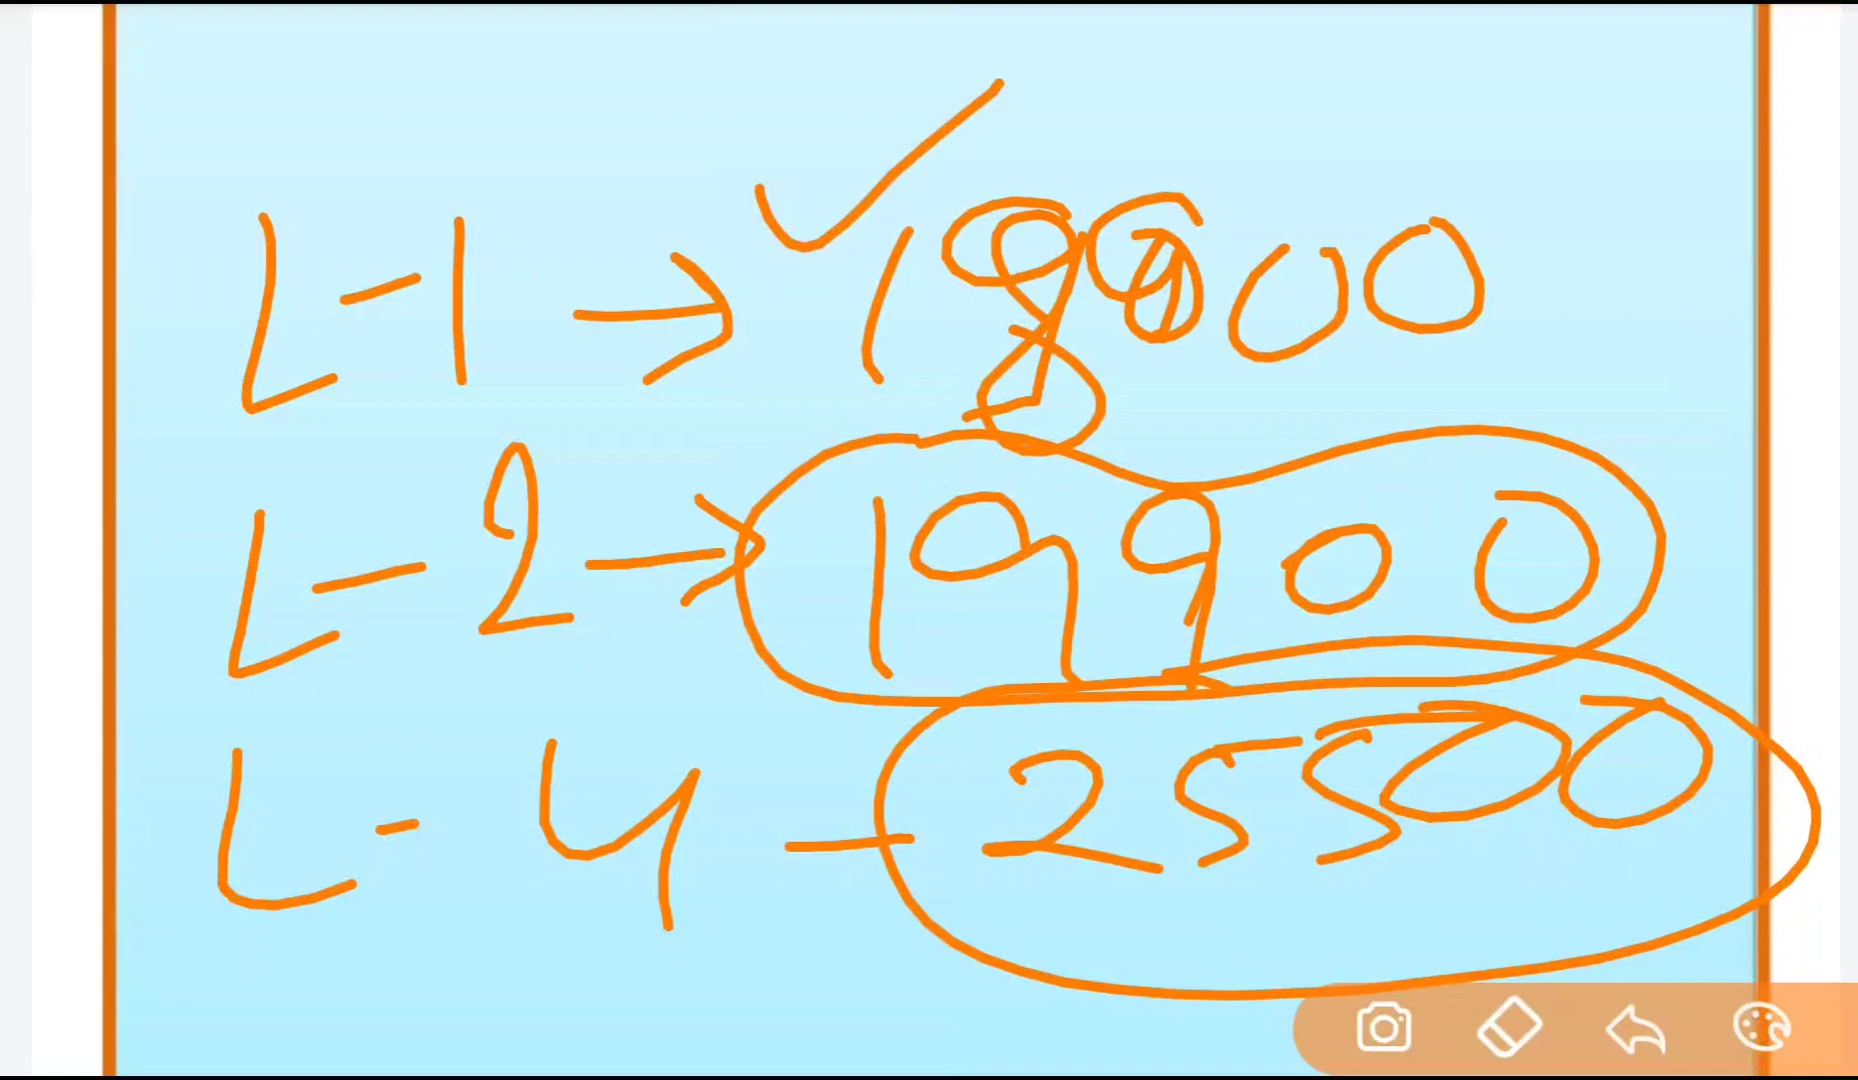 L-1 → 18000
L-2 → 19900
L-4 - 25500